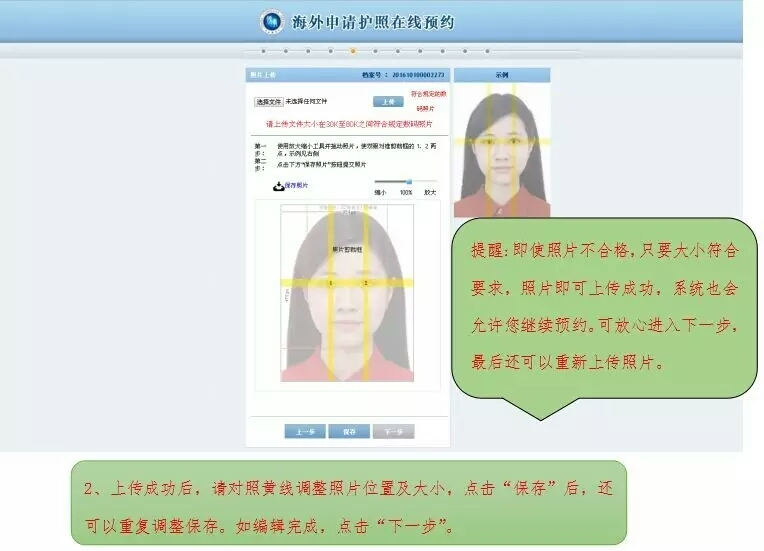 海外申请护照在线预约
照片上传 档案号 : 201610100002273
示例
选择文件 未选择任何文件 上传 符合规定的数码照片
请上传文件大小在30K至80K之间符合规定数码照片
第一步: 使用放大缩小工具并拖动照片，使双眼对准剪裁框的 1、2 两点，示例见右侧
第二步: 点击下方“保存照片”按钮提交照片
保存照片
缩小 100% 放大
照片剪裁框
1 2
上一步 保存 下一步
提醒：即使照片不合格，只要大小符合
要求，照片即可上传成功，系统也会
允许您继续预约。可放心进入下一步，
最后还可以重新上传照片。
2、上传成功后，请对照黄线调整照片位置及大小，点击“保存”后，还
可以重复调整保存。如编辑完成，点击“下一步”。